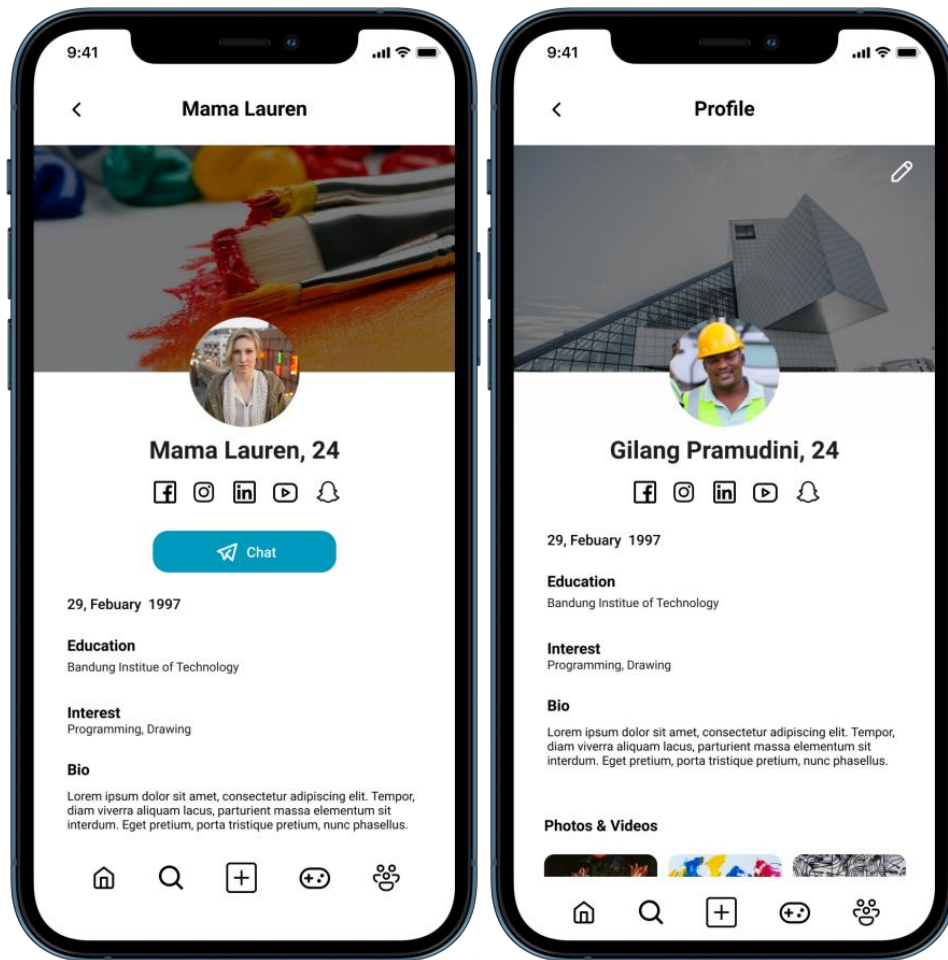 9:41
Mama Lauren
Mama Lauren, 24
Chat
29, Febuary 1997
Education
Bandung Institue of Technology
Interest
Programming, Drawing
Bio
Lorem ipsum dolor sit amet, consectetur adipiscing elit. Tempor,
diam viverra aliquam lacus, parturient massa elementum sit
interdum. Eget pretium, porta tristique pretium, nunc phasellus.
9:41
Profile
Gilang Pramudini, 24
29, Febuary 1997
Education
Bandung Institue of Technology
Interest
Programming, Drawing
Bio
Lorem ipsum dolor sit amet, consectetur adipiscing elit. Tempor,
diam viverra aliquam lacus, parturient massa elementum sit
interdum. Eget pretium, porta tristique pretium, nunc phasellus.
Photos & Videos